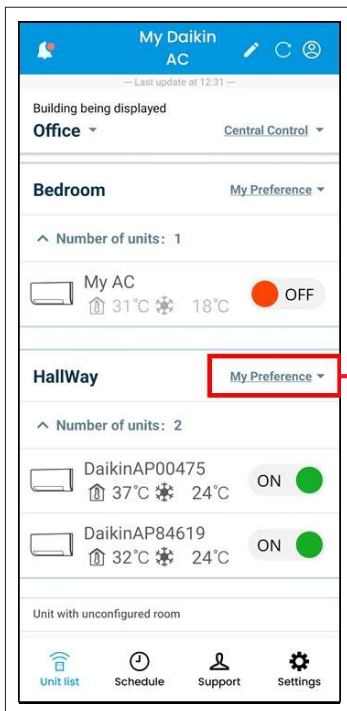 My Daikin
AC
— Last update at 12:31 —
Building being displayed
Office
Central Control
Bedroom
My Preference
Number of units: 1
My AC
31°C 18°C
OFF
HallWay
My Preference
Number of units: 2
DaikinAP00475
37°C 24°C
ON
DaikinAP84619
32°C 24°C
ON
Unit with unconfigured room
Unit list
Schedule
Support
Settings